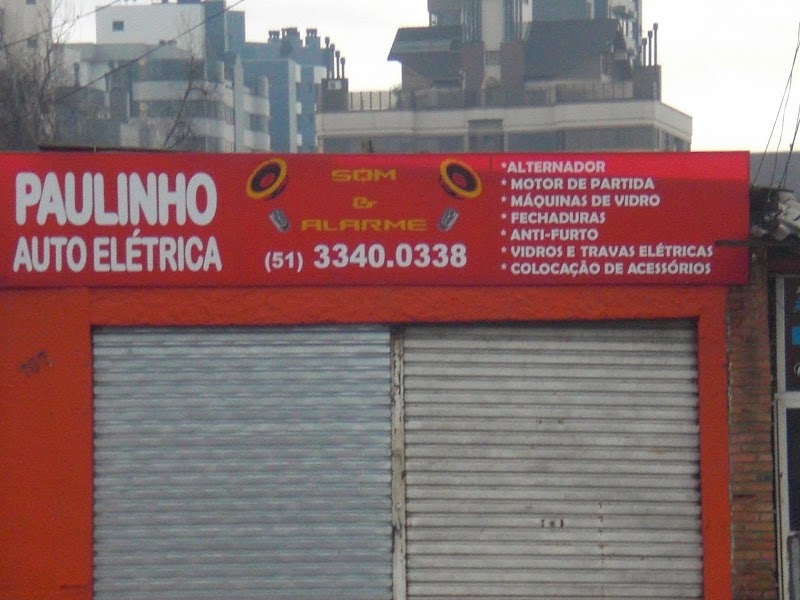 PAULINHO
AUTO ELÉTRICA
SOM
&
ALARME
(51) 3340.0338
*ALTERNADOR
* MOTOR DE PARTIDA
* MÁQUINAS DE VIDRO
* FECHADURAS
* ANTI-FURTO
* VIDROS E TRAVAS ELÉTRICAS
* COLOCAÇÃO DE ACESSÓRIOS